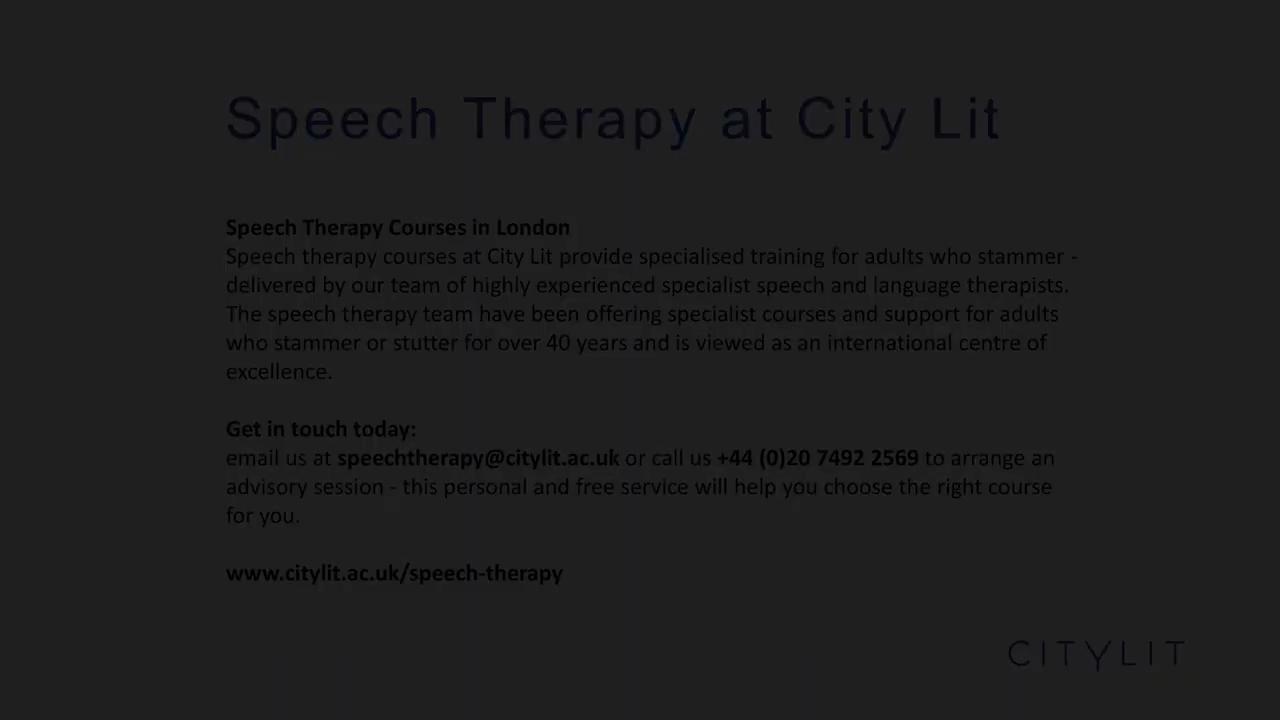 Speech Therapy at City Lit
Speech Therapy Courses in London
Speech therapy courses at City Lit provide specialised training for adults who stammer -
delivered by our team of highly experienced specialist speech and language therapists.
The speech therapy team have been offering specialist courses and support for adults
who stammer or stutter for over 40 years and is viewed as an international centre of
excellence.
Get in touch today:
email us at speechtherapy@citylit.ac.uk or call us +44 (0)20 7492 2569 to arrange an
advisory session - this personal and free service will help you choose the right course
for you.
www.citylit.ac.uk/speech-therapy
CITYLIT